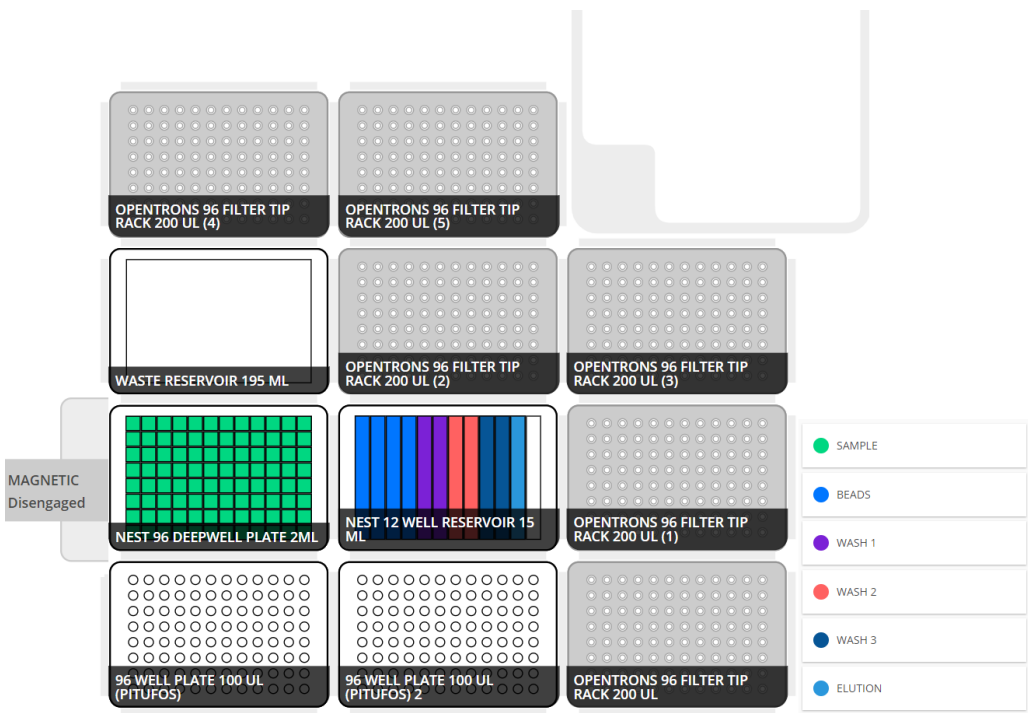 OPENTRONS 96 FILTER TIP
RACK 200 UL (4)
OPENTRONS 96 FILTER TIP
RACK 200 UL (5)
WASTE RESERVOIR 195 ML
OPENTRONS 96 FILTER TIP
RACK 200 UL (2)
OPENTRONS 96 FILTER TIP
RACK 200 UL (3)
MAGNETIC
Disengaged
NEST 96 DEEPWELL PLATE 2ML
NEST 12 WELL RESERVOIR 15
ML
OPENTRONS 96 FILTER TIP
RACK 200 UL (1)
96 WELL PLATE 100 UL
(PITUFOS)
96 WELL PLATE 100 UL
(PITUFOS) 2
OPENTRONS 96 FILTER TIP
RACK 200 UL
SAMPLE
BEADS
WASH 1
WASH 2
WASH 3
ELUTION